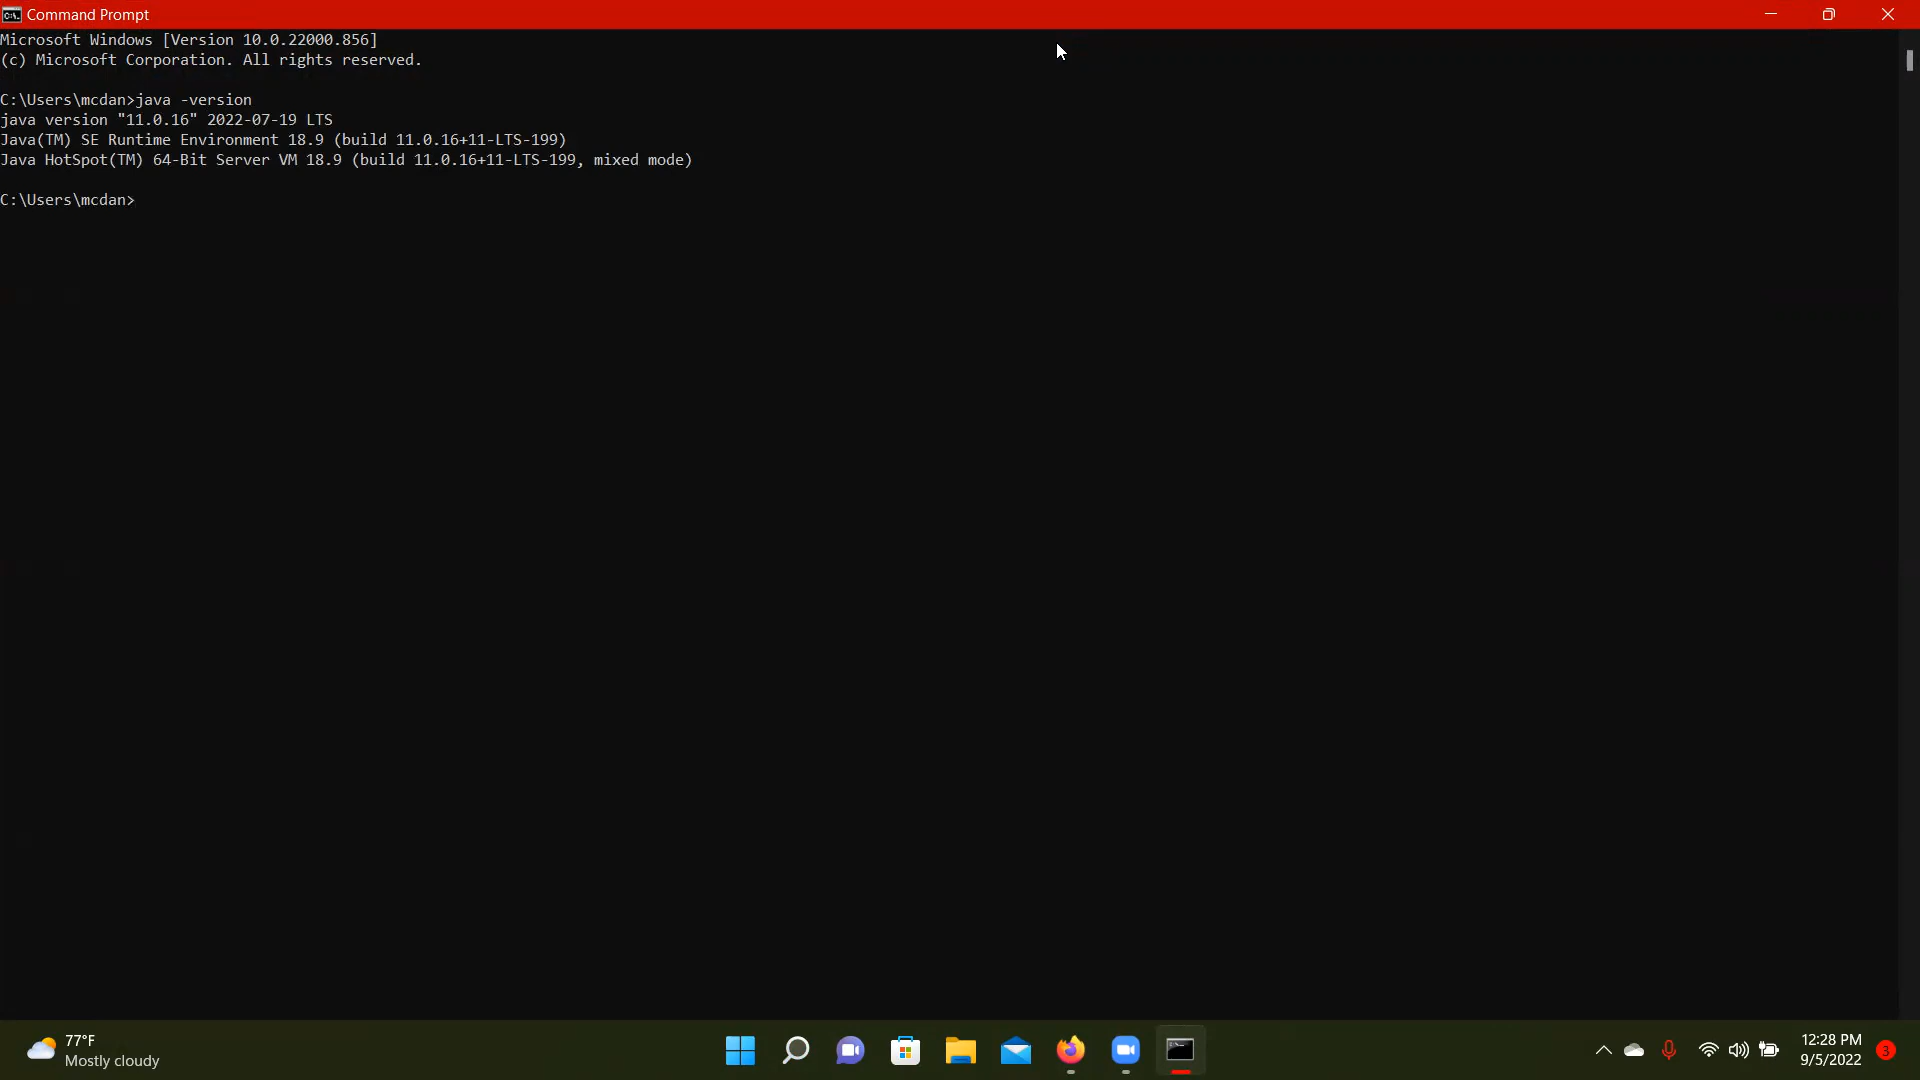 Command Prompt
Microsoft Windows [Version 10.0.22000.856]
(c) Microsoft Corporation. All rights reserved.
C:\Users\mcdan>java -version
java version "11.0.16" 2022-07-19 LTS
Java(TM) SE Runtime Environment 18.9 (build 11.0.16+11-LTS-199)
Java HotSpot(TM) 64-Bit Server VM 18.9 (build 11.0.16+11-LTS-199, mixed mode)
C:\Users\mcdan>
77°F
Mostly cloudy
12:28 PM
9/5/2022
3